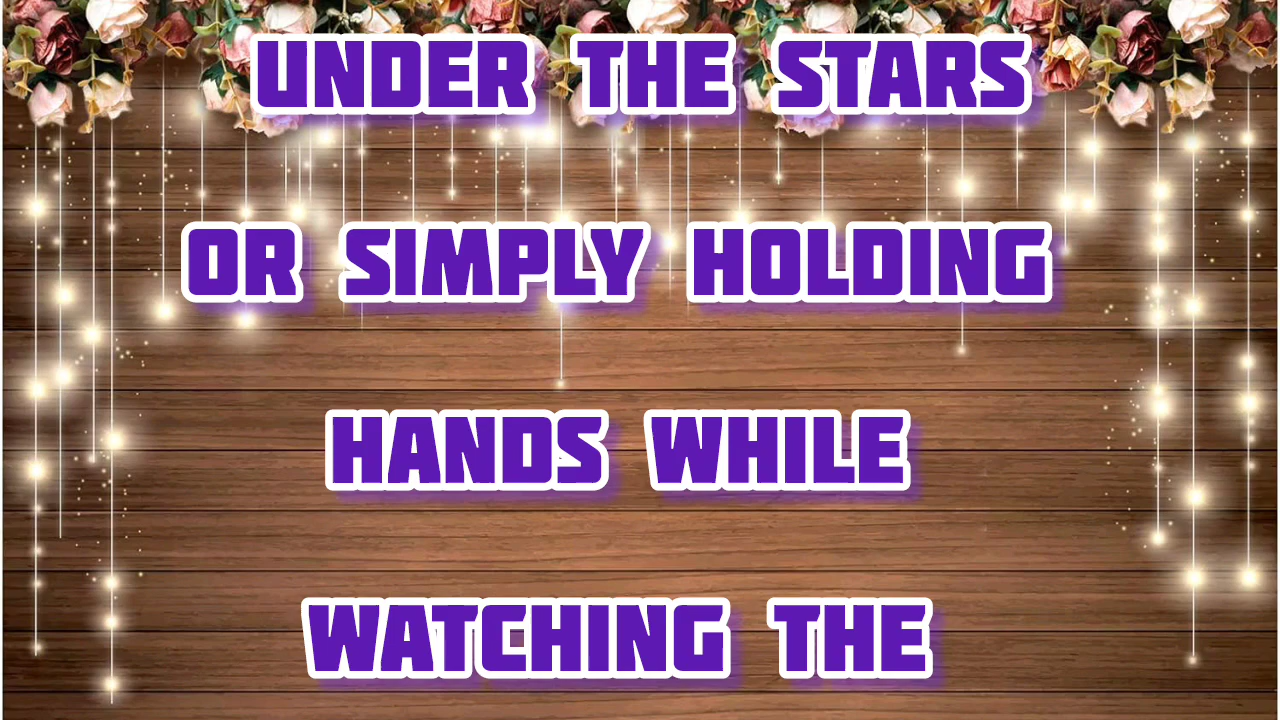 UNDER THE STARS
OR SIMPLY HOLDING
HANDS WHILE
WATCHING THE